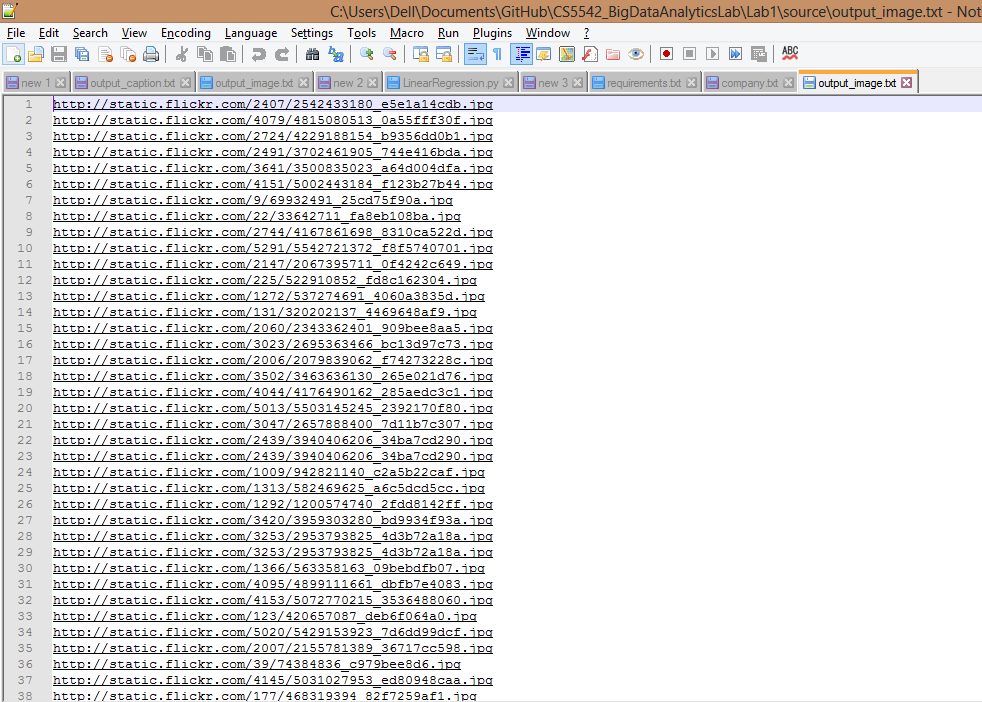 C:\Users\Dell\Documents\GitHub\CS5542_BigDataAnalyticsLab\Lab1\source\output_image.txt - Not
File Edit Search View Encoding Language Settings Tools Macro Run Plugins Window ?
ABC
new 1 output_caption.txt output_image.txt new 2 LinearRegression.py new 3 requirements.txt company.txt output_image.txt
1 http://static.flickr.com/2407/2542433180_e5e1a14cdb.jpg
2 http://static.flickr.com/4079/4815080513_0a55fff30f.jpg
3 http://static.flickr.com/2724/4229188154_b9356dd0b1.jpg
4 http://static.flickr.com/2491/3702461905_744e416bda.jpg
5 http://static.flickr.com/3641/3500835023_a64d004dfa.jpg
6 http://static.flickr.com/4151/5002443184_f123b27b44.jpg
7 http://static.flickr.com/9/69932491_25cd75f90a.jpg
8 http://static.flickr.com/22/33642711_fa8eb108ba.jpg
9 http://static.flickr.com/2744/4167861698_8310ca522d.jpg
10 http://static.flickr.com/5291/5542721372_f8f5740701.jpg
11 http://static.flickr.com/2147/2067395711_0f4242c649.jpg
12 http://static.flickr.com/225/522910852_fd8c162304.jpg
13 http://static.flickr.com/1272/537274691_4060a3835d.jpg
14 http://static.flickr.com/131/320202137_4469648af9.jpg
15 http://static.flickr.com/2060/2343362401_909bee8aa5.jpg
16 http://static.flickr.com/3023/2695363466_bc13d97c73.jpg
17 http://static.flickr.com/2006/2079839062_f74273228c.jpg
18 http://static.flickr.com/3502/3463636130_265e021d76.jpg
19 http://static.flickr.com/4044/4176490162_285aedc3c1.jpg
20 http://static.flickr.com/5013/5503145245_2392170f80.jpg
21 http://static.flickr.com/3047/2657888400_7d11b7c307.jpg
22 http://static.flickr.com/2439/3940406206_34ba7cd290.jpg
23 http://static.flickr.com/2439/3940406206_34ba7cd290.jpg
24 http://static.flickr.com/1009/942821140_c2a5b22caf.jpg
25 http://static.flickr.com/1313/582469625_a6c5dcd5cc.jpg
26 http://static.flickr.com/1292/1200574740_2fdd8142ff.jpg
27 http://static.flickr.com/3420/3959303280_bd9934f93a.jpg
28 http://static.flickr.com/3253/2953793825_4d3b72a18a.jpg
29 http://static.flickr.com/3253/2953793825_4d3b72a18a.jpg
30 http://static.flickr.com/1366/563358163_09bebdfb07.jpg
31 http://static.flickr.com/4095/4899111661_dbfb7e4083.jpg
32 http://static.flickr.com/4153/5072770215_3536488060.jpg
33 http://static.flickr.com/123/420657087_deb6f064a0.jpg
34 http://static.flickr.com/5020/5429153923_7d6dd99dcf.jpg
35 http://static.flickr.com/2007/2155781389_36717cc598.jpg
36 http://static.flickr.com/39/74384836_c979bee8d6.jpg
37 http://static.flickr.com/4145/5031027953_ed80948caa.jpg
38 http://static.flickr.com/177/468319394_82f7259af1.jpg